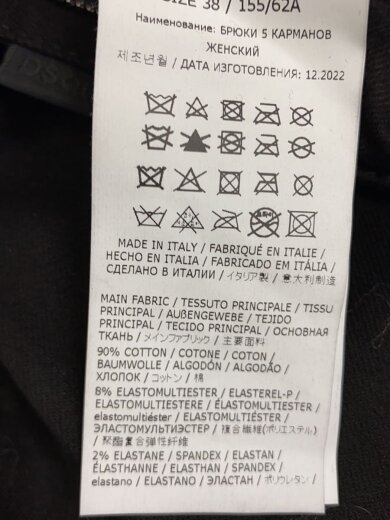 SIZE 38 / 155/62A
Наименование: БРЮКИ 5 КАРМАНОВ
ЖЕНСКИЙ
제조년월 / ДАТА ИЗГОТОВЛЕНИЯ: 12.2022
MADE IN ITALY / FABRIQUÉ EN ITALIE /
HECHO EN ITALIA / FABRICADO EM ITÁLIA /
СДЕЛАНО В ИТАЛИИ / イタリア製 / 意大利制造
MAIN FABRIC / TESSUTO PRINCIPALE / TISSU
PRINCIPAL / AUßENGEWEBE / TEJIDO
PRINCIPAL / TECIDO PRINCIPAL / ОСНОВНАЯ
ТКАНЬ / メインファブリック / 主要面料
90% COTTON / COTONE / COTON /
BAUMWOLLE / ALGODÓN / ALGODÃO /
ХЛОПОК / コットン / 棉
8% ELASTOMULTIESTER / ELASTEREL-P /
ELASTOMULTIESTERE / ELASTOMULTIESTER /
elastomultiéster / ELASTOMULTIÉSTER /
ЭЛАСТОМУЛЬТИЭСТЕР / 複合繊維(ポリエステル)
/ 聚酯复合弹性纤维
2% ELASTANE / SPANDEX / ELASTAN /
ÉLASTHANNE / ELASTHAN / SPANDEX /
elastano / ELASTANO / ЭЛАСТАН / ポリウレタン /